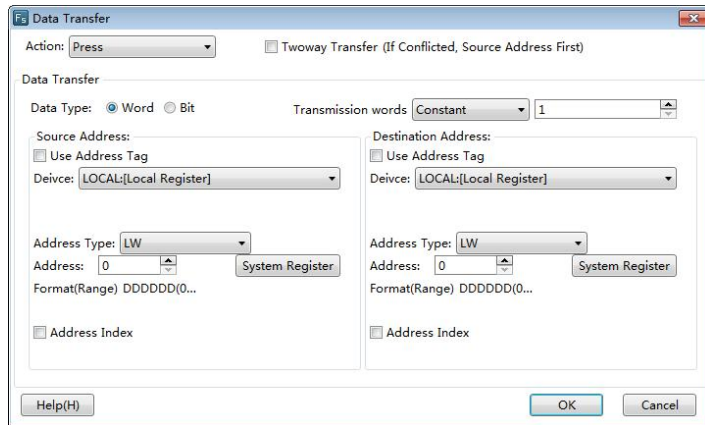 Fs Data Transfer
Action: Press Twoway Transfer (If Conflicted, Source Address First)
Data Transfer
Data Type: Word Bit Transmission words Constant 1
Source Address: Destination Address:
Use Address Tag Use Address Tag
Deivce: LOCAL:[Local Register] Deivce: LOCAL:[Local Register]
Address Type: LW Address Type: LW
Address: 0 System Register Address: 0 System Register
Format(Range) DDDDDD(0... Format(Range) DDDDDD(0...
Address Index Address Index
Help(H) OK Cancel